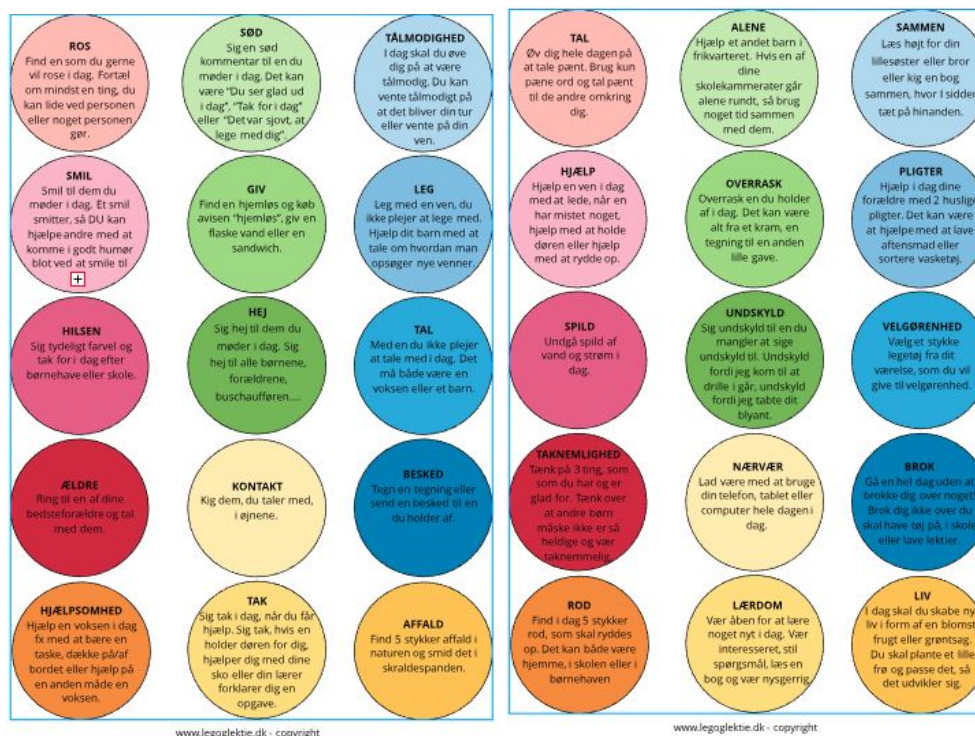 ROS
Find en som du gerne
vil rose i dag. Fortæl
om mindst en ting, du
kan lide ved personen
eller noget personen
gør.
SØD
Sig en sød
kommentar til en du
møder i dag. Det kan
være "Du ser glad ud
i dag", "Tak for i dag"
eller "Det var sjovt, at
lege med dig".
TÅLMODIGHED
I dag skal du øve
dig på at være
tålmodig. Du kan
vente tålmodigt på
at det bliver din tur
eller vente på din
ven.
SMIL
Smil til dem du
møder i dag. Et smil
smitter, så DU kan
hjælpe andre med at
komme i godt humør
blot ved at smile til
GIV
Find en hjemløs og køb
avisen "hjemløs", giv en
flaske vand eller en
sandwich.
LEG
Leg med en ven, du
ikke plejer at lege med.
Hjælp dit barn med at
tale om hvordan man
opsøger nye venner.
HILSEN
Sig tydeligt farvel og
tak for i dag efter
børnehave eller skole.
HEJ
Sig hej til dem du
møder i dag. Sig
hej til alle børnene,
forældrene,
buschaufføren....
TAL
Med en du ikke plejer
at tale med i dag. Det
må både være en
voksen eller et barn.
ÆLDRE
Ring til en af dine
bedsteforældre og tal
med dem.
KONTAKT
Kig dem, du taler med,
i øjnene.
BESKED
Tegn en tegning eller
send en besked til en
du holder af.
HJÆLPSOMHED
Hjælp en voksen i dag
fx med at bære en
taske, dække på/af
bordet eller hjælp på
en anden måde en
voksen.
TAK
Sig tak i dag, når du får
hjælp. Sig tak, hvis en
holder døren for dig,
hjælper dig med dine
sko eller din lærer
forklarer dig en
opgave.
AFFALD
Find 5 stykker affald i
naturen og smid det i
skraldespanden.
www.legoglektie.dk - copyright
TAL
Øv dig hele dagen på
at tale pænt. Brug kun
pæne ord og tal pænt
til de andre omkring
dig.
ALENE
Hjælp et andet barn i
frikvarteret. Hvis en af
dine
skolekammerater går
alene rundt, så brug
noget tid sammen
med dem.
SAMMEN
Læs højt for din
lillesøster eller bror
eller kig en bog
sammen, hvor I sidder
tæt på hinanden.
HJÆLP
Hjælp en ven i dag
med at lede, når en
har mistet noget,
hjælp med at holde
døren eller hjælp
med at rydde op.
OVERRASK
Overrask en du holder
af i dag. Det kan være
alt fra et kram, en
tegning til en anden
lille gave.
PLIGTER
Hjælp i dag dine
forældre med 2 huslige
pligter. Det kan være
at hjælpe med at lave
aftensmad eller
sortere vasketøj.
SPILD
Undgå spild af
vand og strøm i
dag.
UNDSKYLD
Sig undskyld til en du
mangler at sige
undskyld til. Undskyld
fordi jeg kom til at
drille i går, undskyld
fordi jeg tabte dit
blyant.
VELGØRENHED
Vælg et stykke
legetøj fra dit
værelse, som du vil
give til velgørenhed.
TAKNEMLIGHED
Tænk på 3 ting, som
som du har og er
glad for. Tænk over
at andre børn
måske ikke er så
heldige og vær
taknemmelig.
NÆRVÆR
Lad være med at bruge
din telefon, tablet eller
computer hele dagen i
dag.
BROK
Gå en hel dag uden at
brokke dig over noget!
Brok dig ikke over du
skal have tøj på, i skole
eller lave lektier.
ROD
Find i dag 5 stykker
rod, som skal ryddes
op. Det kan både være
hjemme, i skolen eller i
børnehaven
LÆRDOM
Vær åben for at lære
noget nyt i dag. Vær
interesseret, stil
spørgsmål, læs en
bog og vær nysgerrig.
LIV
I dag skal du skabe nyt
liv i form af en blomst,
frugt eller grøntsag.
Du skal plante et lille
frø og passe det, så
det udvikler sig.
www.legoglektie.dk - copyright